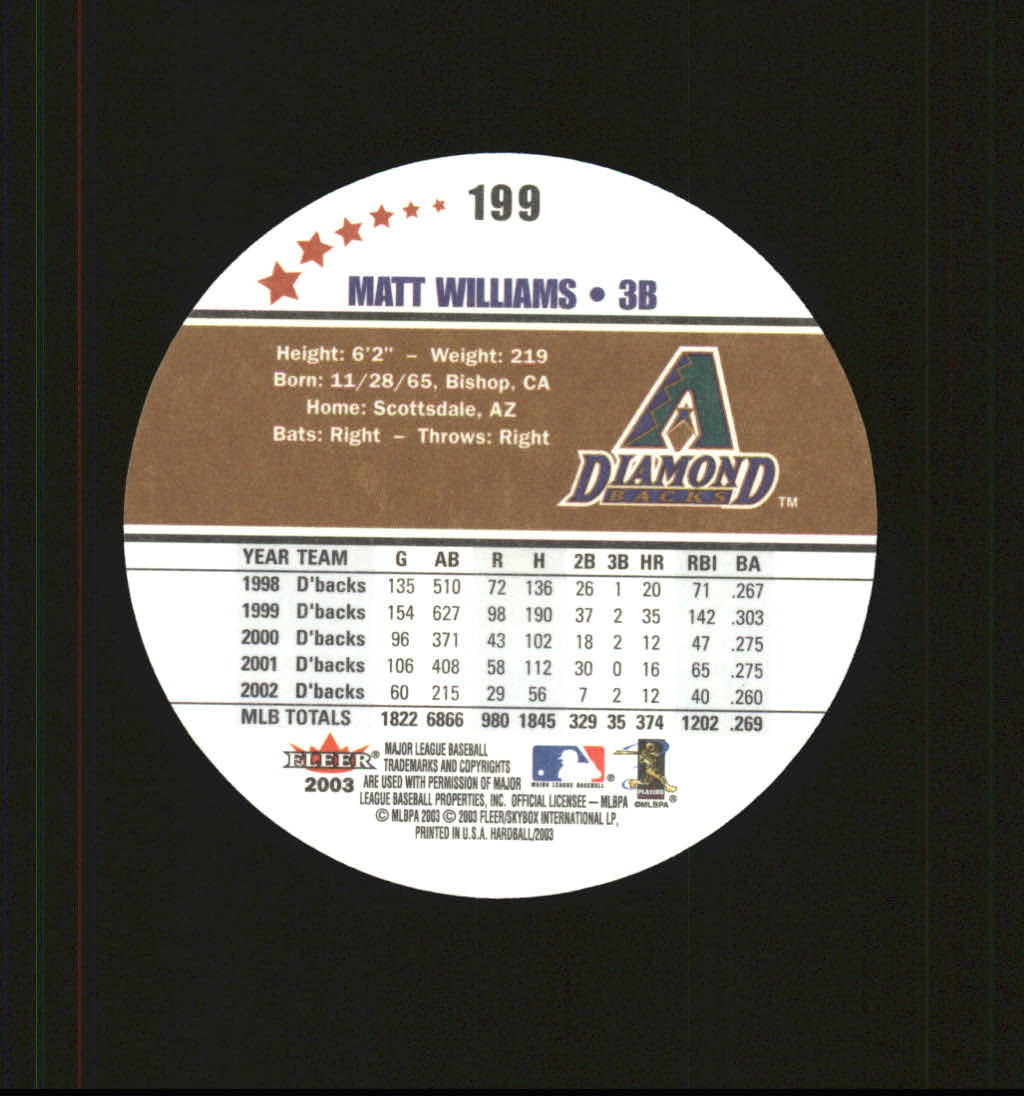 199
MATT WILLIAMS • 3B
Height: 6'2" – Weight: 219
Born: 11/28/65, Bishop, CA
Home: Scottsdale, AZ
Bats: Right – Throws: Right
A
DIAMOND
BACKS
TM
YEAR TEAM G AB R H 2B 3B HR RBI BA
1998 D'backs 135 510 72 136 26 1 20 71 .267
1999 D'backs 154 627 98 190 37 2 35 142 .303
2000 D'backs 96 371 43 102 18 2 12 47 .275
2001 D'backs 106 408 58 112 30 0 16 65 .275
2002 D'backs 60 215 29 56 7 2 12 40 .260
MLB TOTALS 1822 6866 980 1845 329 35 374 1202 .269
FLEER®
2003
MAJOR LEAGUE BASEBALL
TRADEMARKS AND COPYRIGHTS
ARE USED WITH PERMISSION OF MAJOR
LEAGUE BASEBALL PROPERTIES, INC. OFFICIAL LICENSEE — MLBPA
© MLBPA 2003 © 2003 FLEER/SKYBOX INTERNATIONAL LP,
PRINTED IN U.S.A. HARDBALL/2003
MAJOR LEAGUE BASEBALL ®
PLAYERS
©MLBPA ®